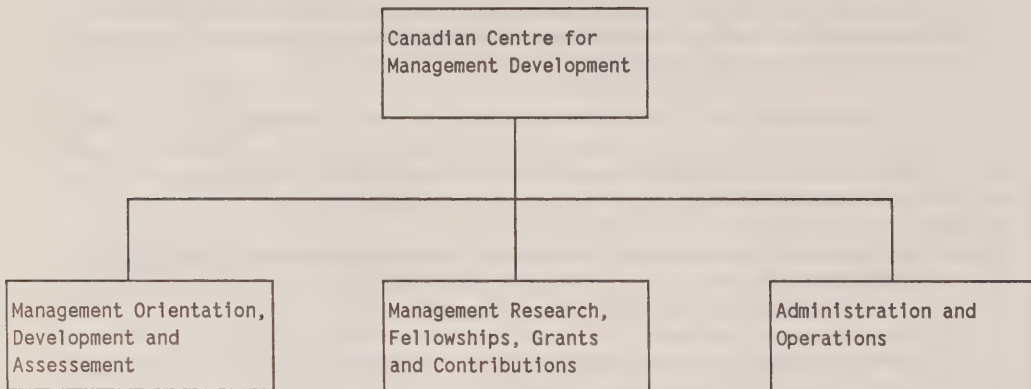 Canadian Centre for
Management Development
Management Orientation,
Development and
Assessement
Management Research,
Fellowships, Grants
and Contributions
Administration and
Operations